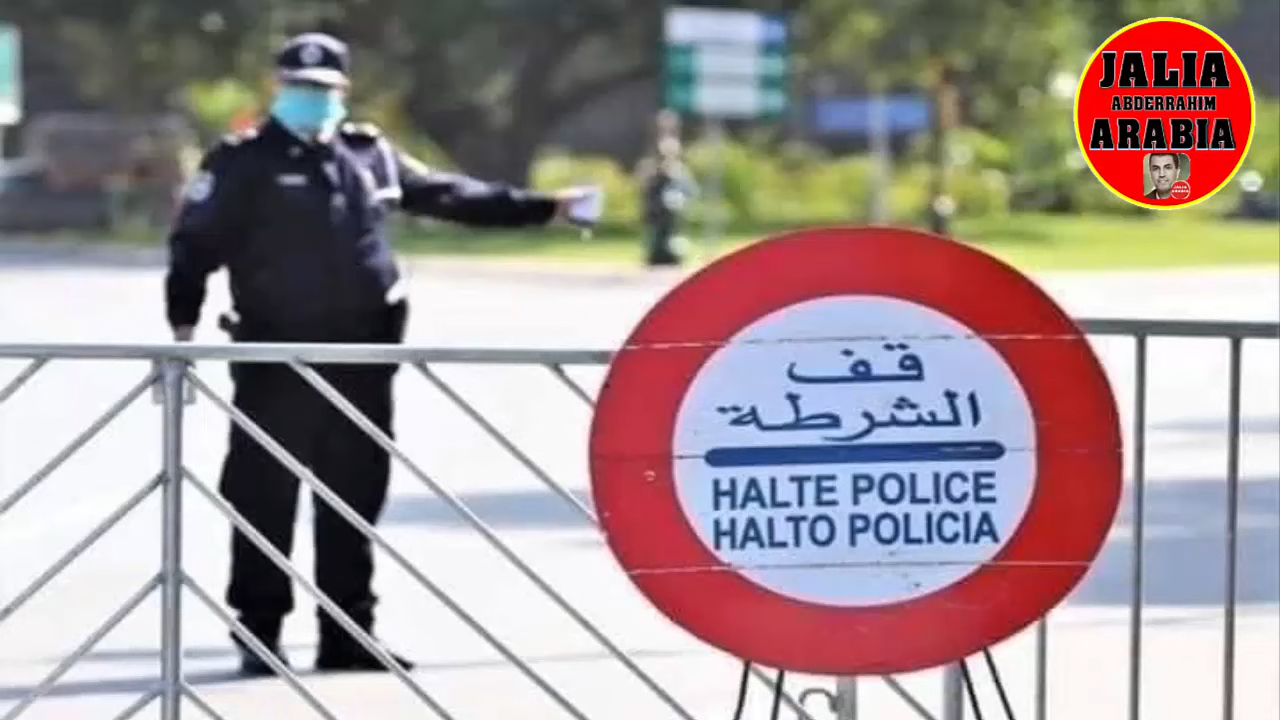 JALIA
ABDERRAHIM
ARABIA
قف
الشرطة
HALTE POLICE
HALTO POLICIA